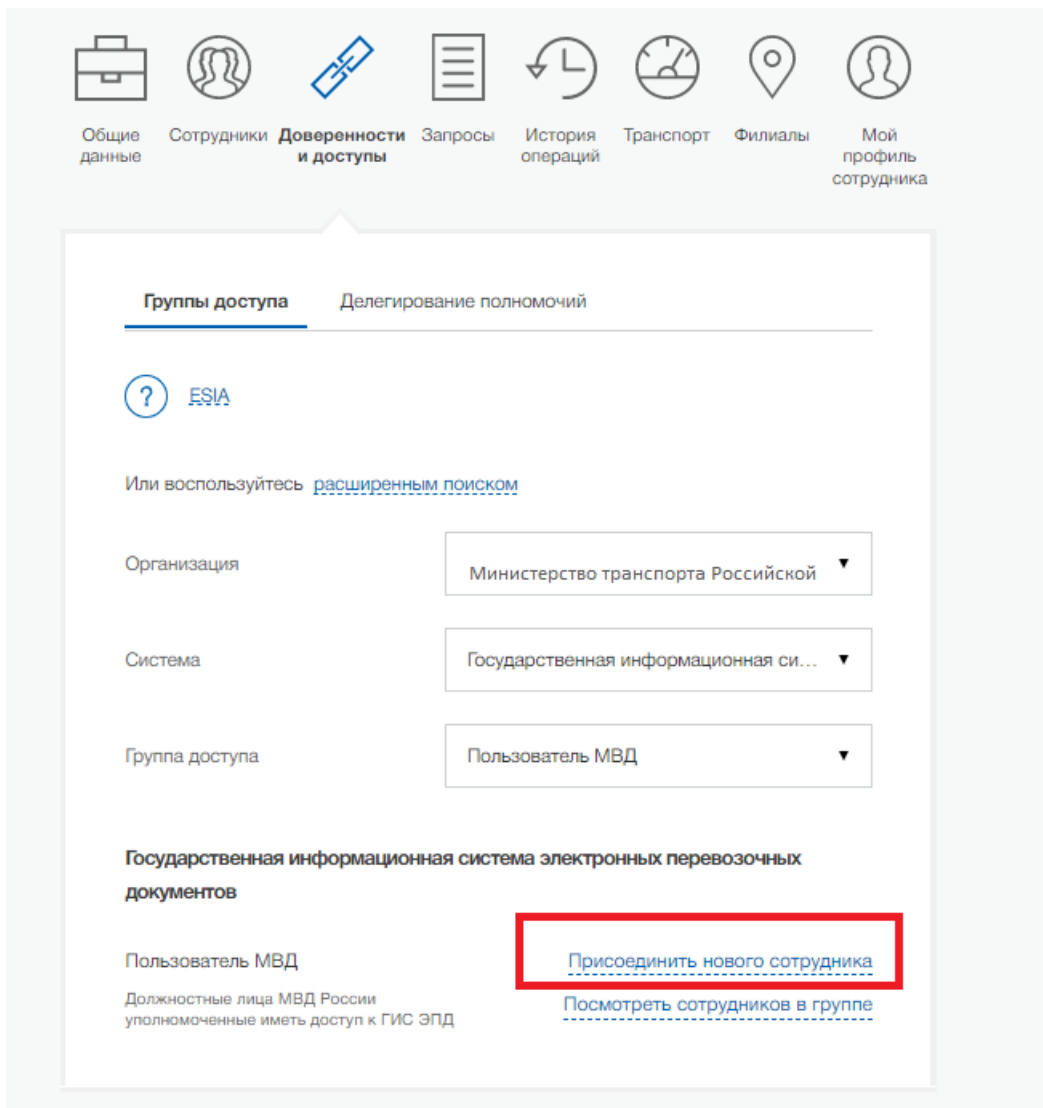 Общие данные
Сотрудники
Доверенности и доступы
Запросы
История операций
Транспорт
Филиалы
Мой профиль сотрудника
Группы доступа
Делегирование полномочий
?
ESIA
Или воспользуйтесь расширенным поиском
Организация
Министерство транспорта Российской
Система
Государственная информационная си...
Группа доступа
Пользователь МВД
Государственная информационная система электронных перевозочных
документов
Пользователь МВД
Присоединить нового сотрудника
Должностные лица МВД России
уполномоченные иметь доступ к ГИС ЭПД
Посмотреть сотрудников в группе